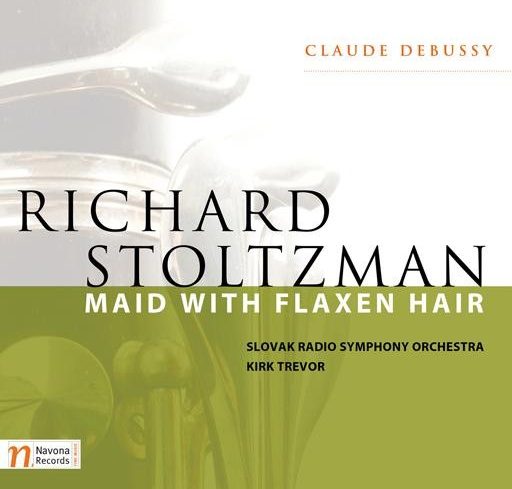 CLAUDE DEBUSSY
RICHARD
STOLTZMAN
MAID WITH FLAXEN HAIR
SLOVAK RADIO SYMPHONY ORCHESTRA
KIRK TREVOR
n.
Navona
Records